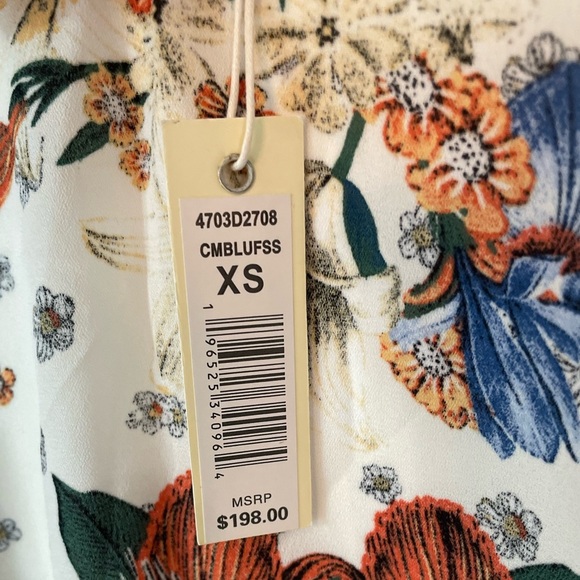 4703D2708
CMBLUFSS
XS
1 96525 34096 4
MSRP
$198.00